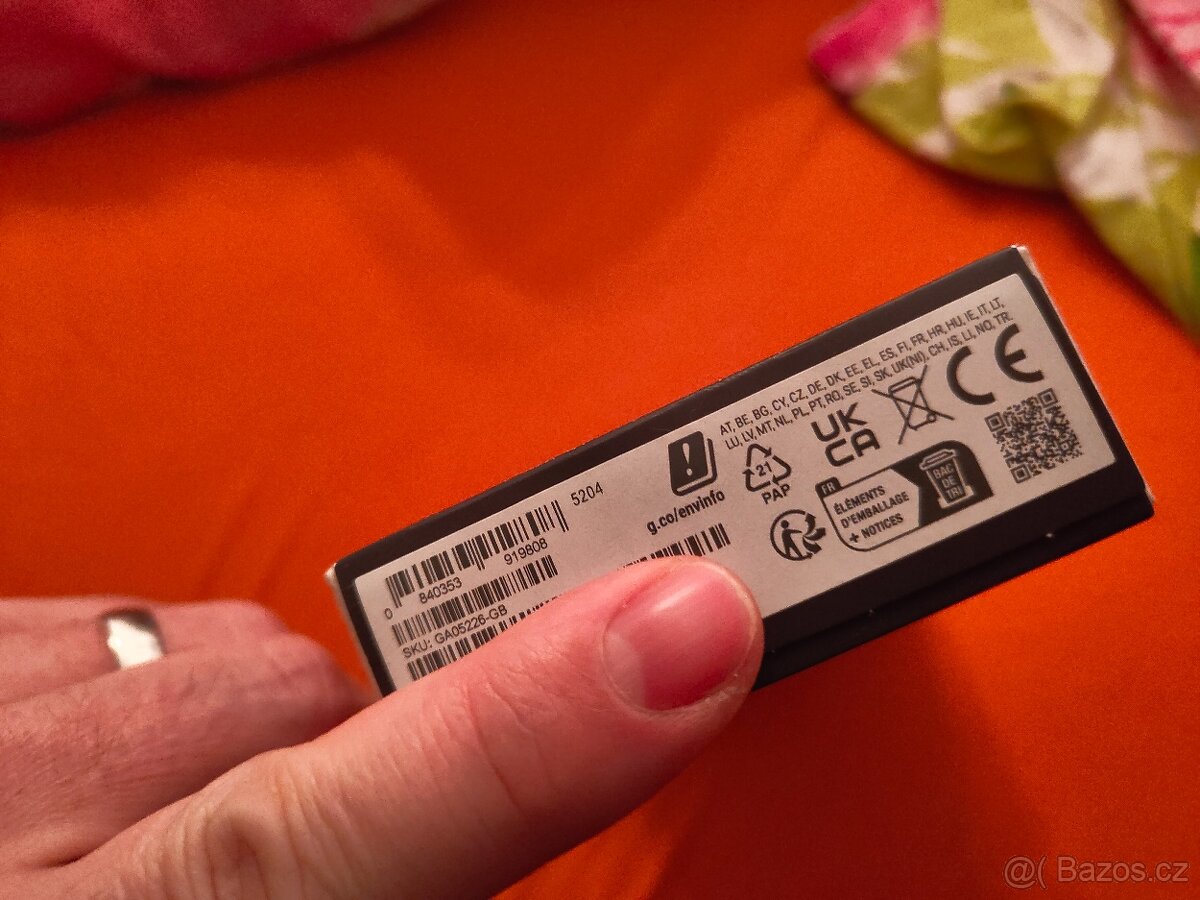 0 840353 919808 5204
SKU: GA05226-GB
g.co/envinfo
AT, BE, BG, CY, CZ, DE, DK, EE, EL, ES, FI, FR, HR, HU, IE, IT, LT,
LU, LV, MT, NL, PL, PT, RO, SE, SI, SK, UK(NI), CH, IS, LI, NO, TR.
21
PAP
UK
CA
CE
FR
ÉLÉMENTS
D'EMBALLAGE
+ NOTICES
BAC
DE
TRI
@( Bazos.cz